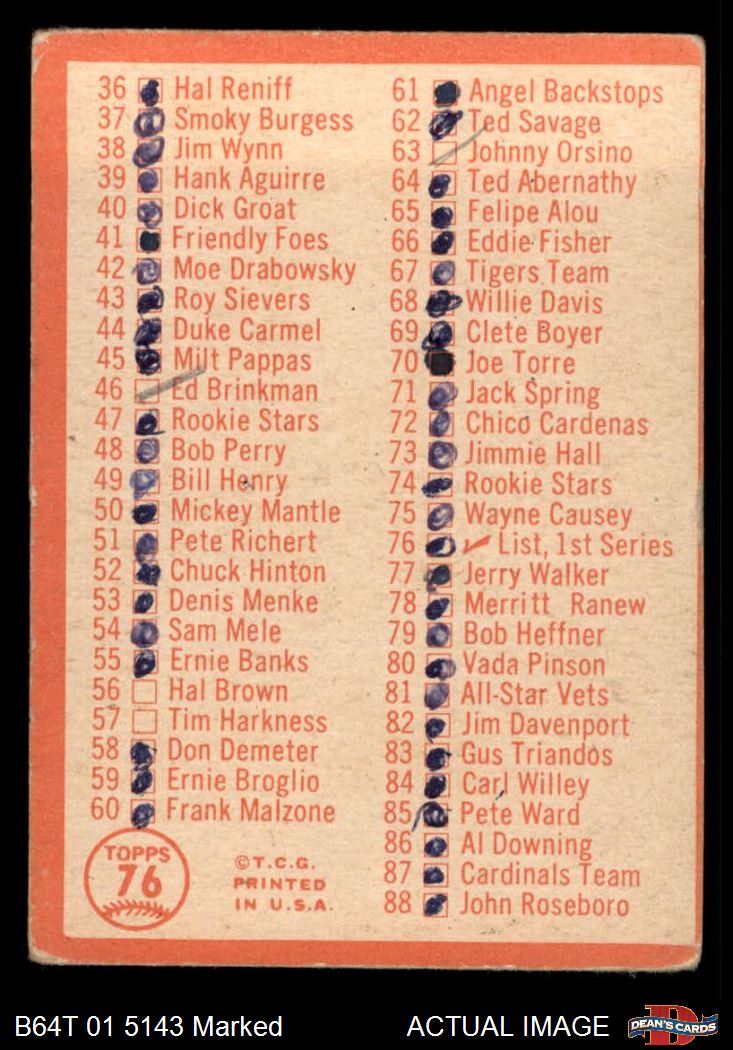 36 Hal Reniff
37 Smoky Burgess
38 Jim Wynn
39 Hank Aguirre
40 Dick Groat
41 Friendly Foes
42 Moe Drabowsky
43 Roy Sievers
44 Duke Carmel
45 Milt Pappas
46 Ed Brinkman
47 Rookie Stars
48 Bob Perry
49 Bill Henry
50 Mickey Mantle
51 Pete Richert
52 Chuck Hinton
53 Denis Menke
54 Sam Mele
55 Ernie Banks
56 Hal Brown
57 Tim Harkness
58 Don Demeter
59 Ernie Broglio
60 Frank Malzone
TOPPS
76
©T.C.G.
PRINTED
IN U.S.A.
61 Angel Backstops
62 Ted Savage
63 Johnny Orsino
64 Ted Abernathy
65 Felipe Alou
66 Eddie Fisher
67 Tigers Team
68 Willie Davis
69 Clete Boyer
70 Joe Torre
71 Jack Spring
72 Chico Cardenas
73 Jimmie Hall
74 Rookie Stars
75 Wayne Causey
76 List, 1st Series
77 Jerry Walker
78 Merritt Ranew
79 Bob Heffner
80 Vada Pinson
81 All-Star Vets
82 Jim Davenport
83 Gus Triandos
84 Carl Willey
85 Pete Ward
86 Al Downing
87 Cardinals Team
88 John Roseboro
B64T 01 5143 Marked
ACTUAL IMAGE
DEAN'S CARDS